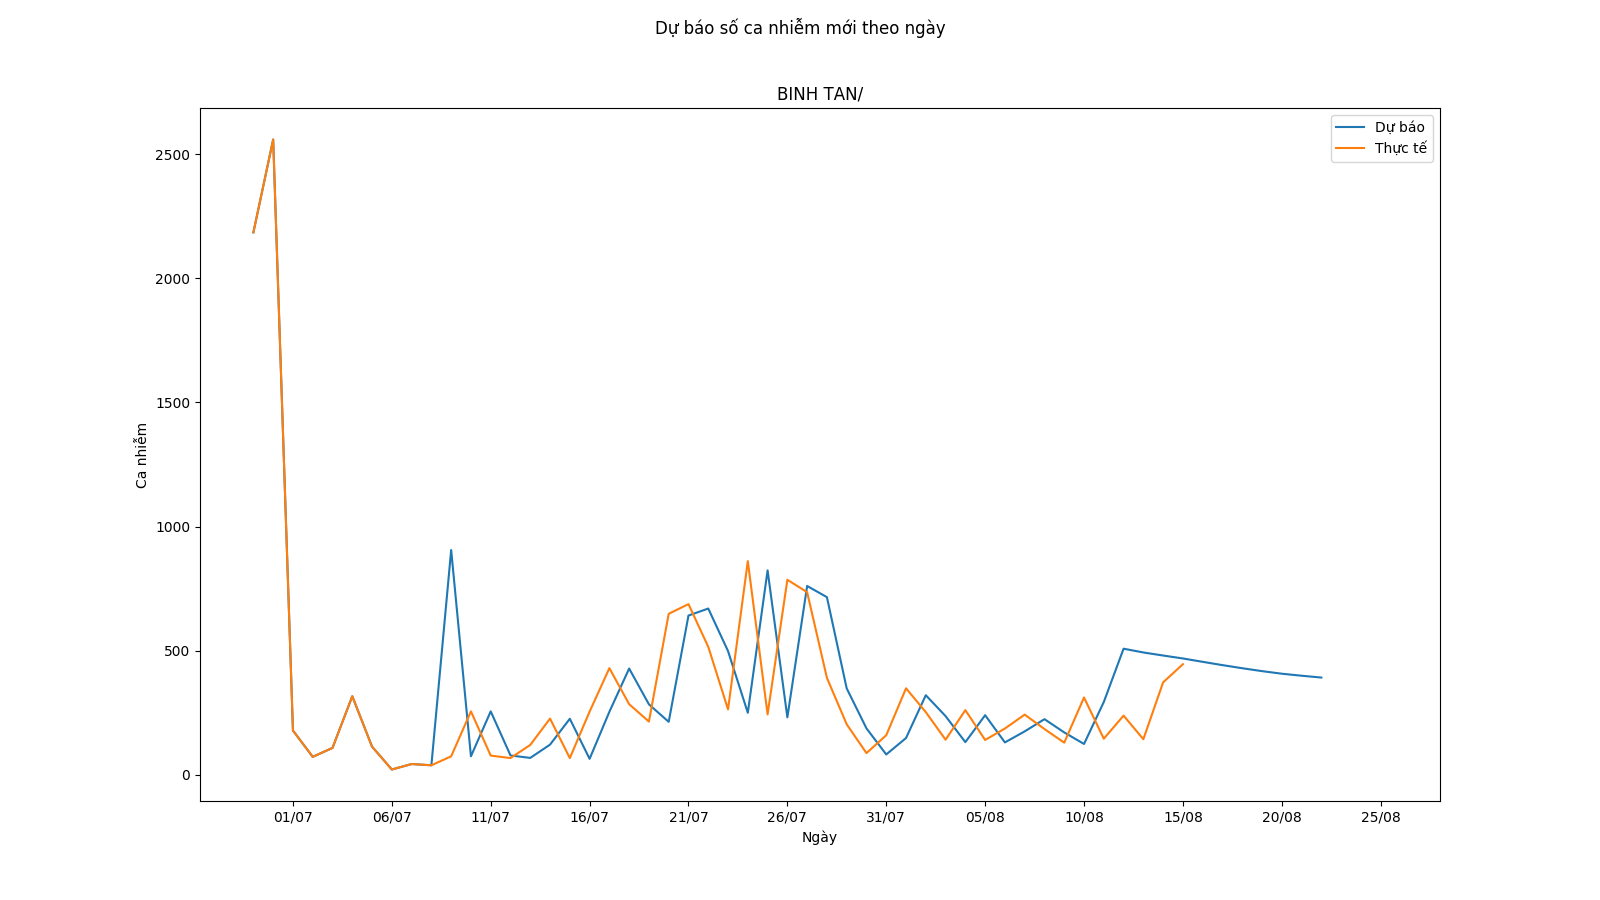 Dự báo số ca nhiễm mới theo ngày
BINH TAN/
Dự báo
Thực tế
Ca nhiễm
2500
2000
1500
1000
500
0
01/07 06/07 11/07 16/07 21/07 26/07 31/07 05/08 10/08 15/08 20/08 25/08
Ngày